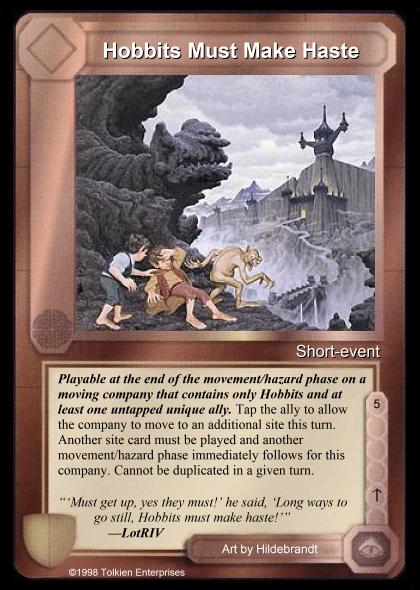 Hobbits Must Make Haste
Short-event
Playable at the end of the movement/hazard phase on a
moving company that contains only Hobbits and at
least one untapped unique ally. Tap the ally to allow
the company to move to an additional site this turn.
Another site card must be played and another
movement/hazard phase immediately follows for this
company. Cannot be duplicated in a given turn.
5
“‘Must get up, yes they must!’ he said, ‘Long ways to
go still, Hobbits must make haste!’”
—LotRIV
Art by Hildebrandt
©1998 Tolkien Enterprises